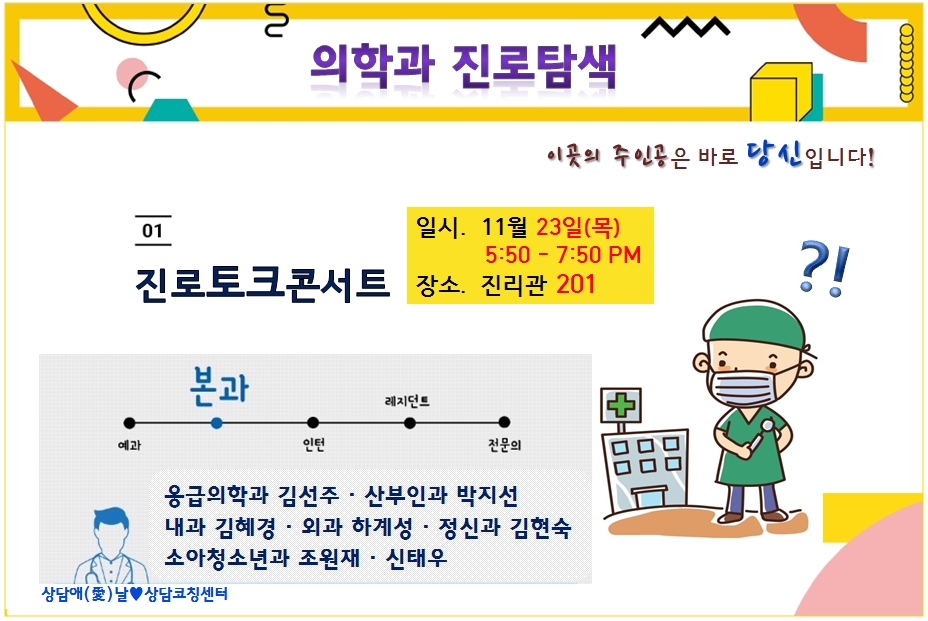 의학과 진로탐색
이곳의 주인공은 바로 당신입니다!
01
진로토크콘서트
일시. 11월 23일(목)
5:50 - 7:50 PM
장소. 진리관 201
?!
본과
레지던트
예과 인턴 전문의
응급의학과 김선주 · 산부인과 박지선
내과 김혜경 · 외과 하계성 · 정신과 김현숙
소아청소년과 조원재 · 신태우
상담애(愛)날♥상담코칭센터